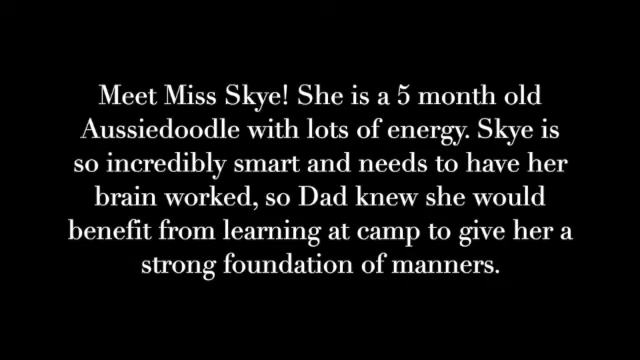 Meet Miss Skye! She is a 5 month old
Aussiedoodle with lots of energy. Skye is
so incredibly smart and needs to have her
brain worked, so Dad knew she would
benefit from learning at camp to give her a
strong foundation of manners.